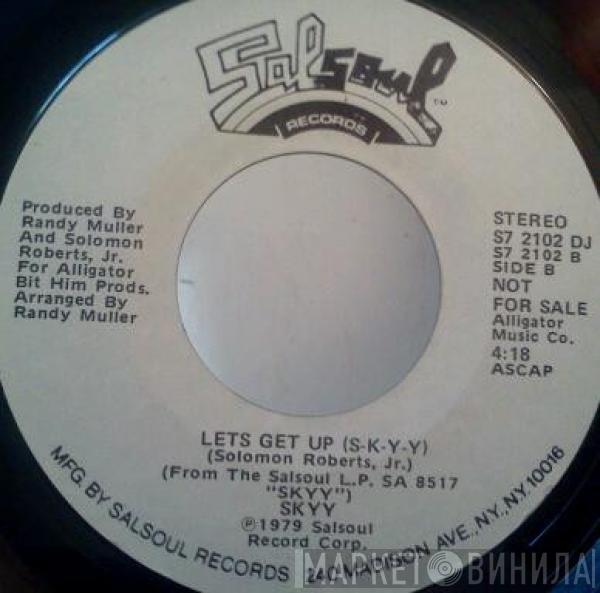 Salsoul TM
RECORDS
Produced By
Randy Muller
And Solomon
Roberts, Jr.
For Alligator
Bit Him Prods.
Arranged By
Randy Muller
STEREO
S7 2102 DJ
S7 2102 B
SIDE B
NOT
FOR SALE
Alligator
Music Co.
4:18
ASCAP
LETS GET UP (S-K-Y-Y)
(Solomon Roberts, Jr.)
(From The Salsoul L.P. SA 8517
"SKYY")
SKYY
℗ 1979 Salsoul
Record Corp.
MFG. BY SALSOUL RECORDS 240 MADISON AVE., N.Y., N.Y. 10016
МАРКЕТ ВИНИЛА